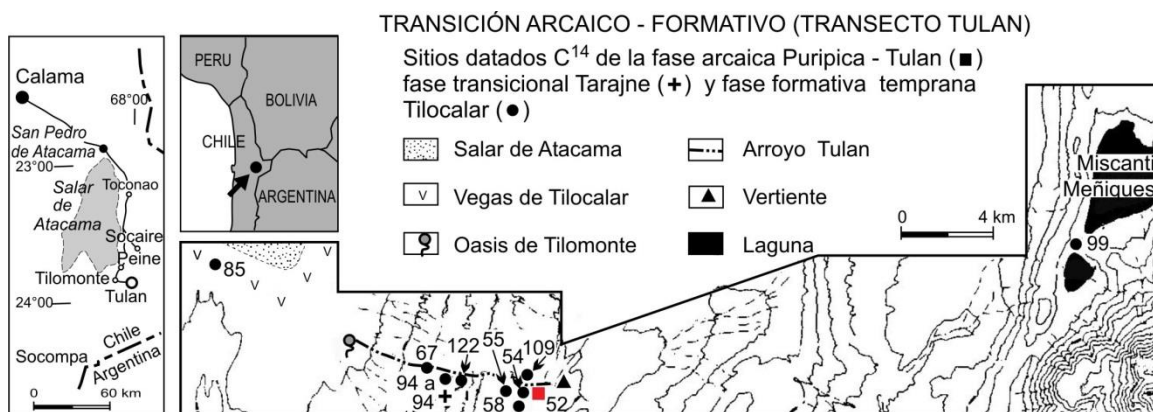 TRANSICIÓN ARCAICO - FORMATIVO (TRANSECTO TULAN)
Sitios datados C14 de la fase arcaica Puripica - Tulan (■)
fase transicional Tarajne (+) y fase formativa temprana
Tilocalar (●)
Salar de Atacama
Arroyo Tulan
Vegas de Tilocalar
Vertiente
Oasis de Tilomonte
Laguna
0 4 km
Calama
68°00
San Pedro
de Atacama
23°00
Toconao
Salar
de
Atacama
Socaire
Peine
Tilomonte
Tulan
24°00
Chile
Argentina
Socompa
0 60 km
PERU
BOLIVIA
CHILE
ARGENTINA
Miscanti
Meñiques
99
85
67
122
55
54
109
94 a
94
58
52